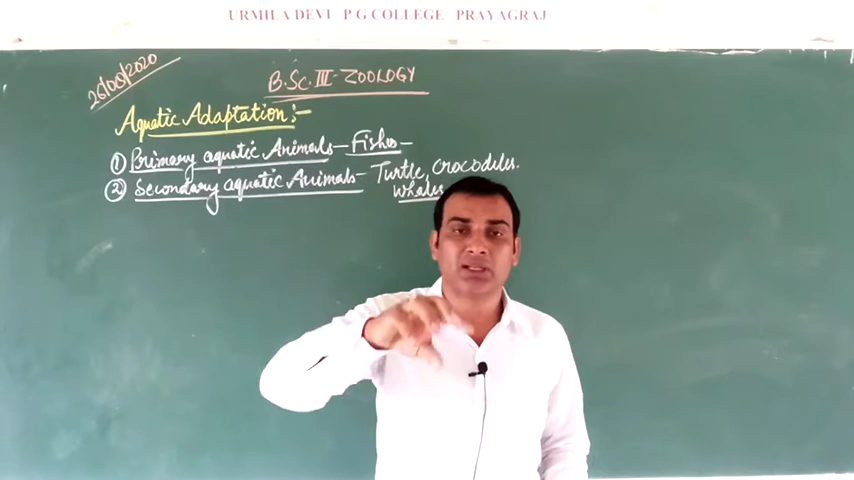 URMILA DEVI P G COLLEGE PRAYAGRAJ
26/08/2020
B.Sc. III - ZOOLOGY
Aquatic Adaptation :-
① Primary aquatic Animals - Fishes -
② Secondary aquatic Animals - Turtle, crocodiles.
whales